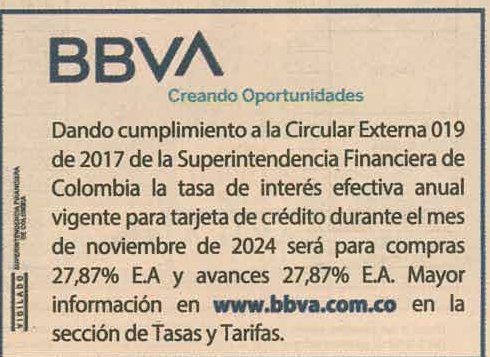 BBVA
Creando Oportunidades
Dando cumplimiento a la Circular Externa 019
de 2017 de la Superintendencia Financiera de
Colombia la tasa de interés efectiva anual
vigente para tarjeta de crédito durante el mes
de noviembre de 2024 será para compras
27,87% E.A y avances 27,87% E.A. Mayor
información en www.bbva.com.co en la
sección de Tasas y Tarifas.
VIGILADO
SUPERINTENDENCIA FINANCIERA
DE COLOMBIA